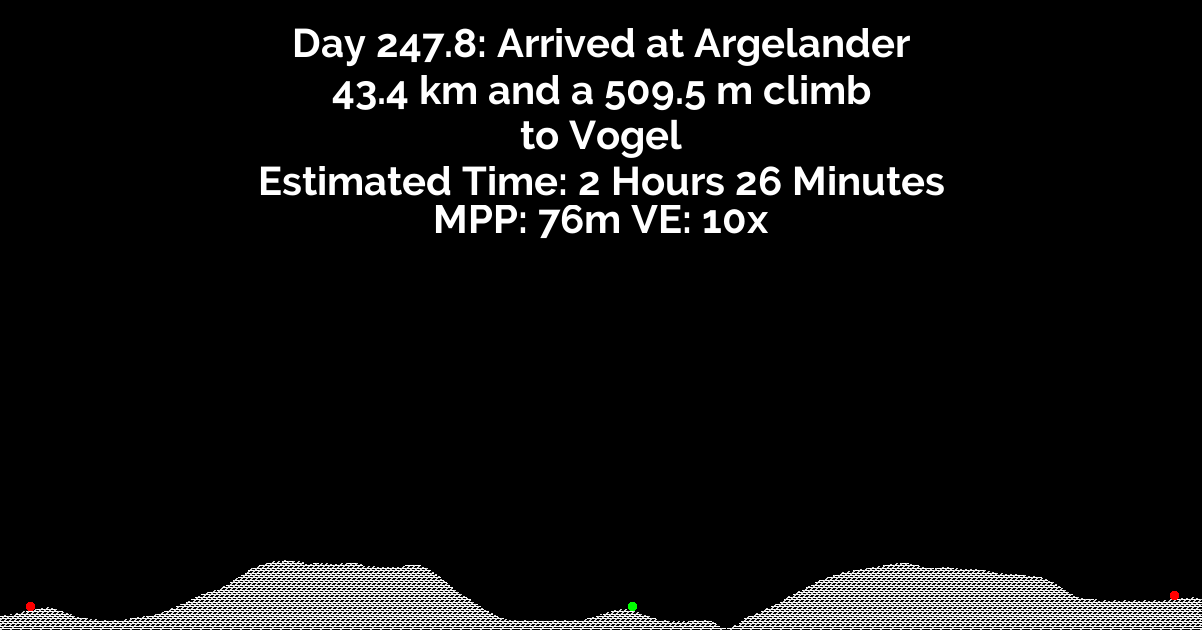 Day 247.8: Arrived at Argelander
43.4 km and a 509.5 m climb
to Vogel
Estimated Time: 2 Hours 26 Minutes
MPP: 76m VE: 10x